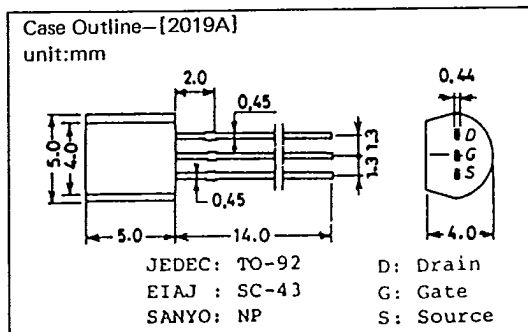 Case Outline–[2019A]
unit:mm
2.0
0,45
0,44
5.0
4.0
1.3
1.3
D
G
S
0,45
5.0
14.0
4.0
JEDEC: TO-92
D: Drain
EIAJ : SC-43
G: Gate
SANYO: NP
S: Source